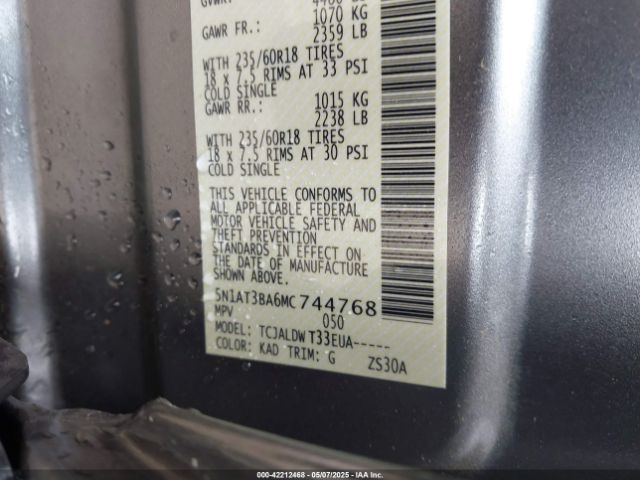 1070 KG
GAWR FR.: 2359 LB
WITH 235/60R18 TIRES
18 x 7.5 RIMS AT 33 PSI
COLD SINGLE
1015 KG
GAWR RR.: 2238 LB
WITH 235/60R18 TIRES
18 x 7.5 RIMS AT 30 PSI
COLD SINGLE
THIS VEHICLE CONFORMS TO
ALL APPLICABLE FEDERAL
MOTOR VEHICLE SAFETY AND
THEFT PREVENTION
STANDARDS IN EFFECT ON
THE DATE OF MANUFACTURE
SHOWN ABOVE.
5N1AT3BA6MC744768
MPV 050
MODEL: TCJALDWT33EUA-----
COLOR: KAD TRIM: G ZS30A
000-42212468 | 05/07/2025 | IAA Inc.